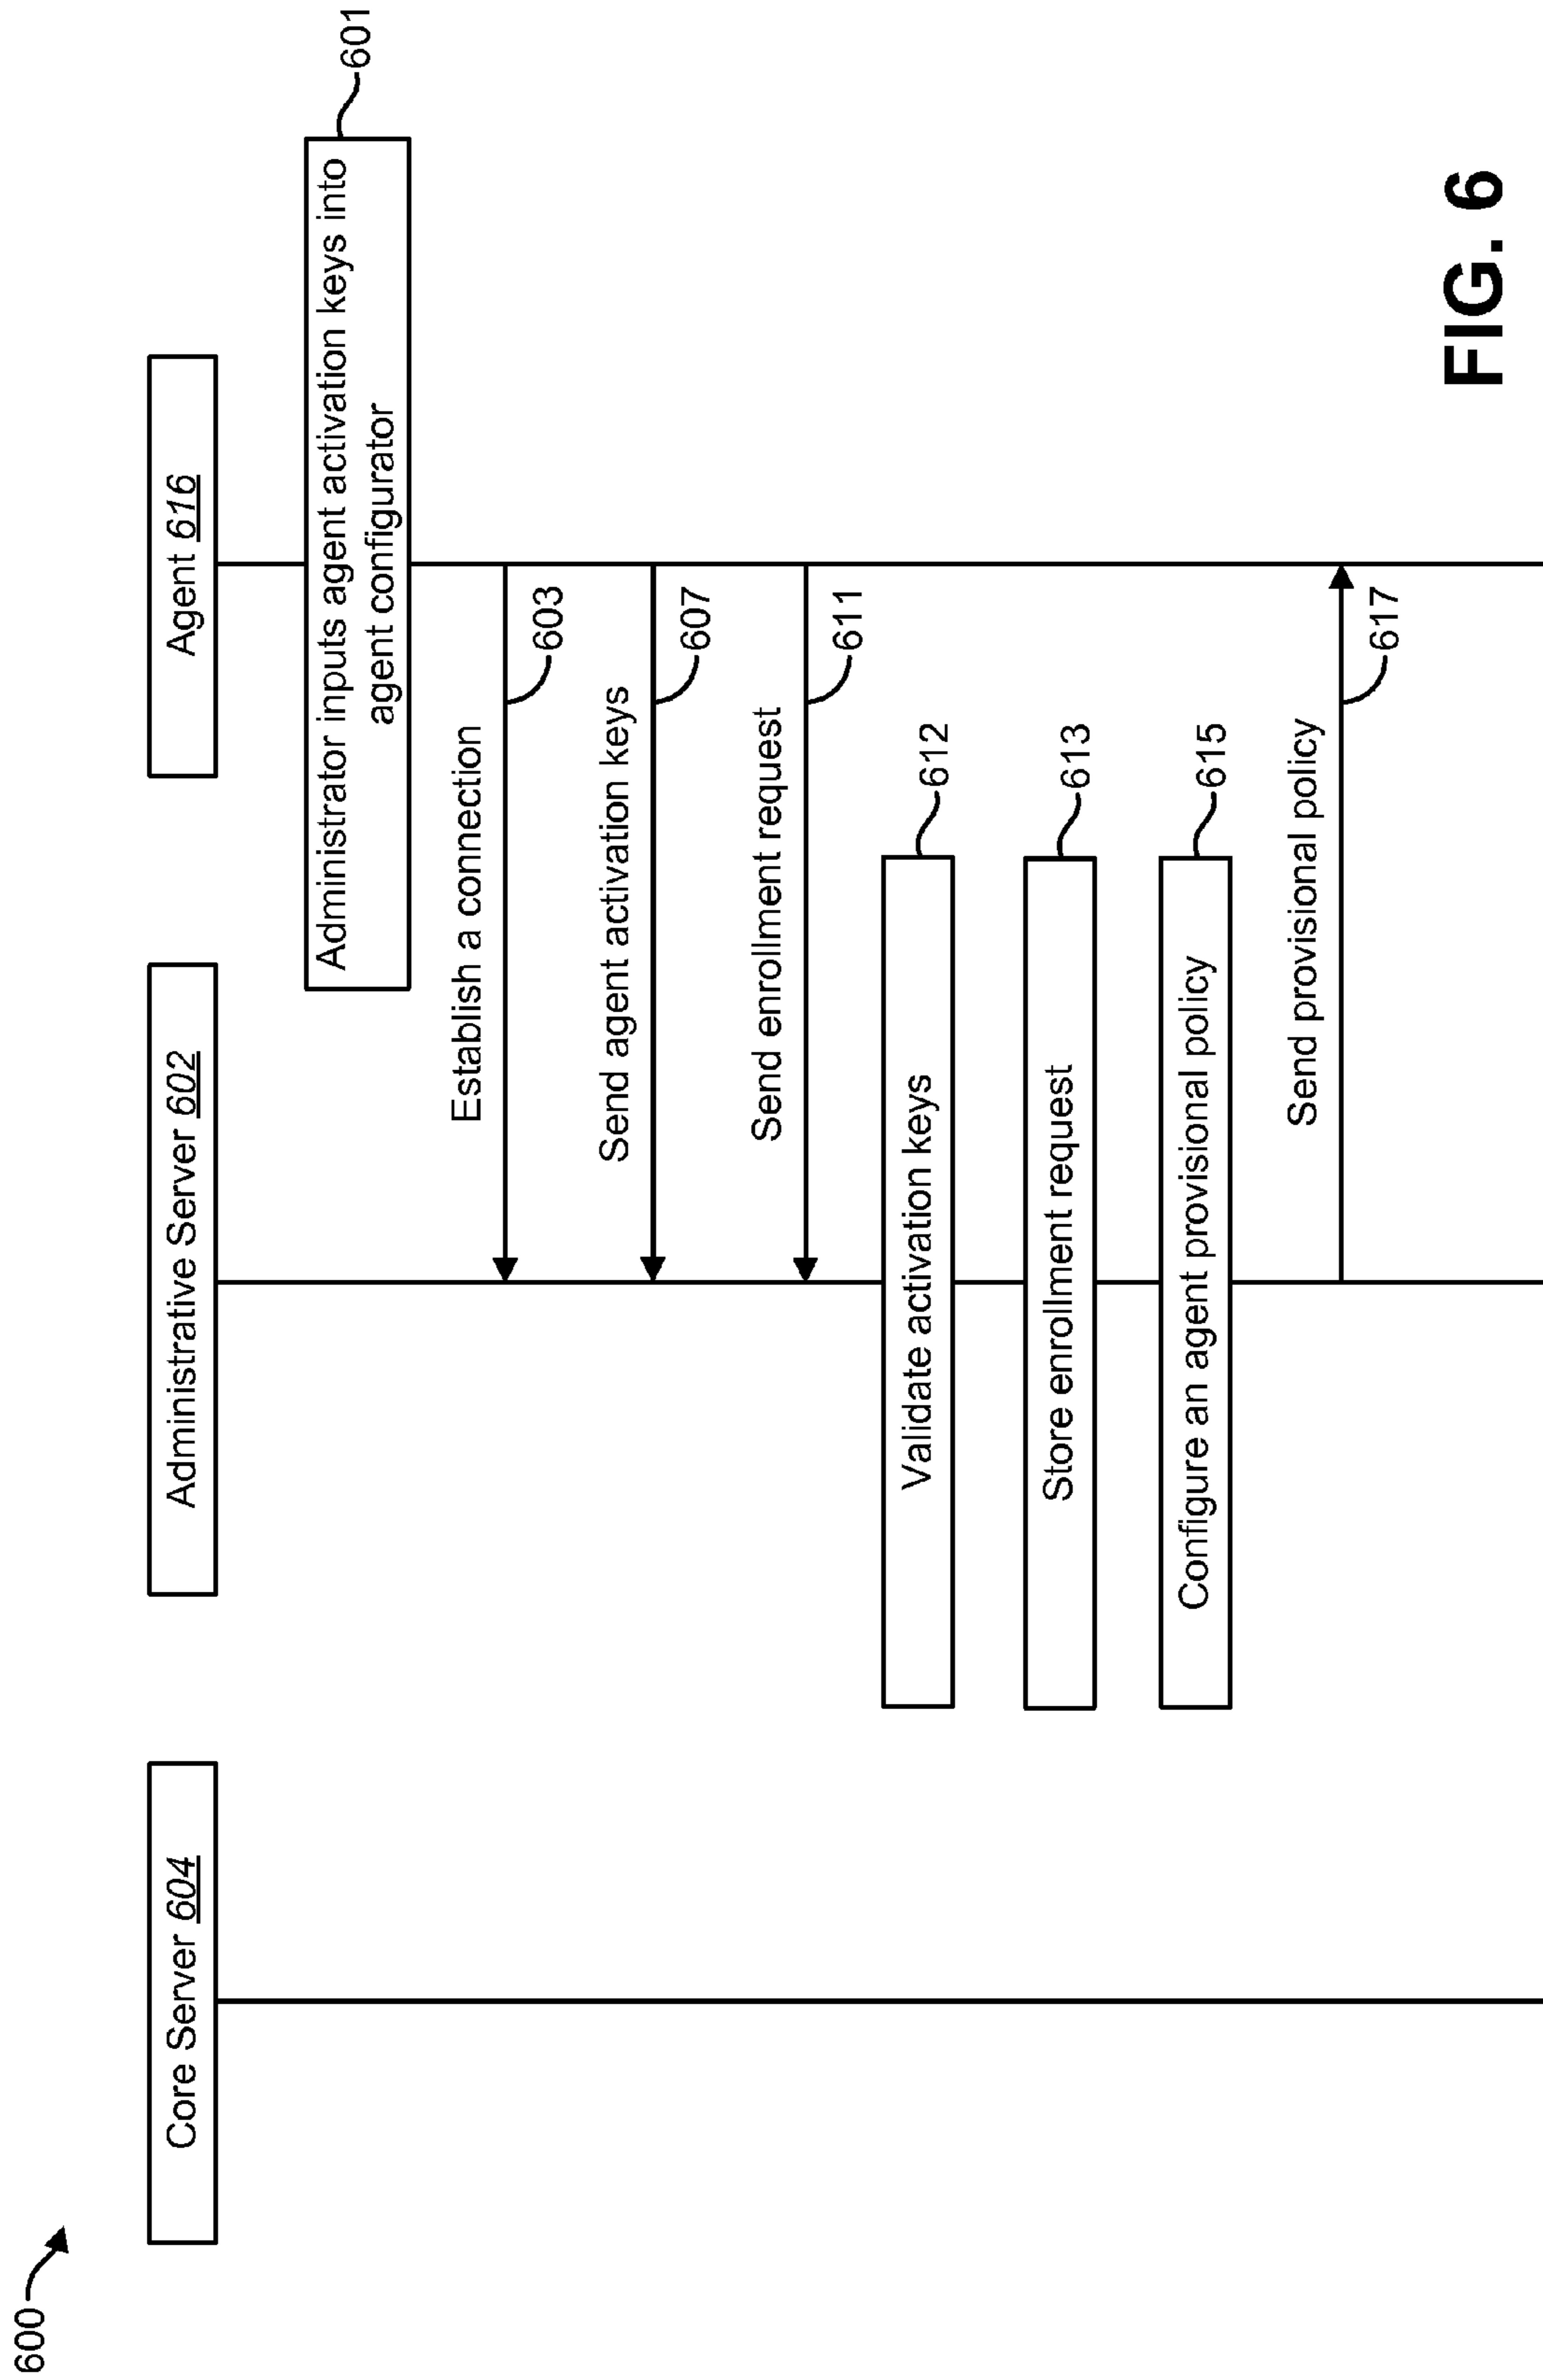 600
Core Server 604
Administrative Server 602
Agent 616
Administrator inputs agent activation keys into
agent configurator
601
Establish a connection
603
Send agent activation keys
607
Send enrollment request
611
Validate activation keys
612
Store enrollment request
613
Configure an agent provisional policy
615
Send provisional policy
617
FIG. 6